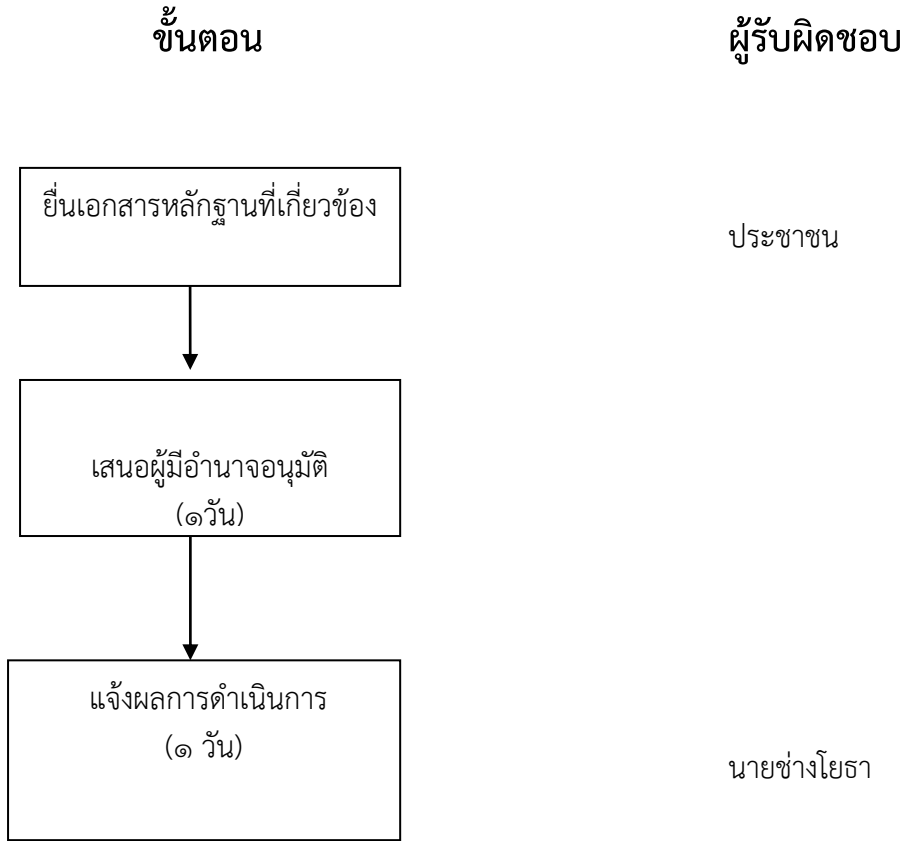 ขั้นตอน ผู้รับผิดชอบ
ยื่นเอกสารหลักฐานที่เกี่ยวข้อง
ประชาชน
เสนอผู้มีอำนาจอนุมัติ
(๑วัน)
แจ้งผลการดำเนินการ
(๑ วัน)
นายช่างโยธา